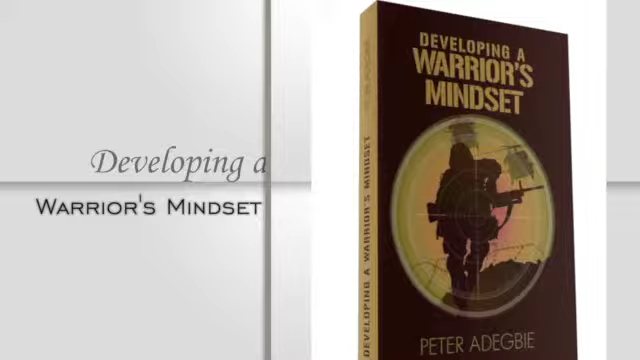 Developing a
WARRIOR'S MINDSET
DEVELOPING A
WARRIOR'S
MINDSET
PETER ADEGBIE
DEVELOPING A WARRIOR'S MINDSET